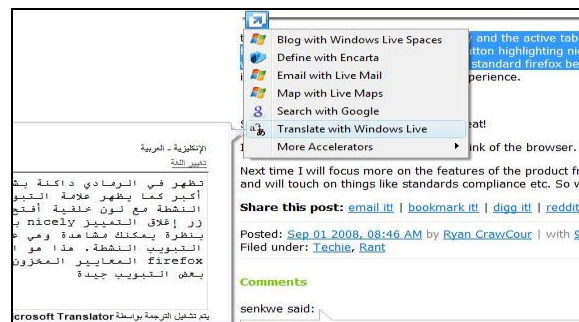 t
and the active tab
tton highlighting ni
standard firefox be
perience.
Blog with Windows Live Spaces
Define with Encarta
Email with Live Mail
Map with Live Maps
Search with Google
Translate with Windows Live
More Accelerators
eat!
ink of the browser.
Next time I will focus more on the features of the product f
and will touch on things like standards compliance etc. So v
Share this post: email it! | bookmark it! | digg it! | reddit
Posted: Sep 01 2008, 08:46 AM by Ryan CrawCour | with 9
Filed under: Techie, Rant
Comments
senkwe said:
الإنكليزية - العربية
تغيير اللغة
تظهر في الرمادي داكنة بش
أكبر كما يظهر علامة التبو
النشطة مع لون خلفية أفتح
زر إغلاق التمييز nicely ب
بنظرة يمكنك مشاهدة وهي ع
التبويب النشطة. هذا هو ا
firefox المعايير المخزون
بعض التبويب جيدة
يتم تشغيل الترجمة بواسطة crosoft Translator